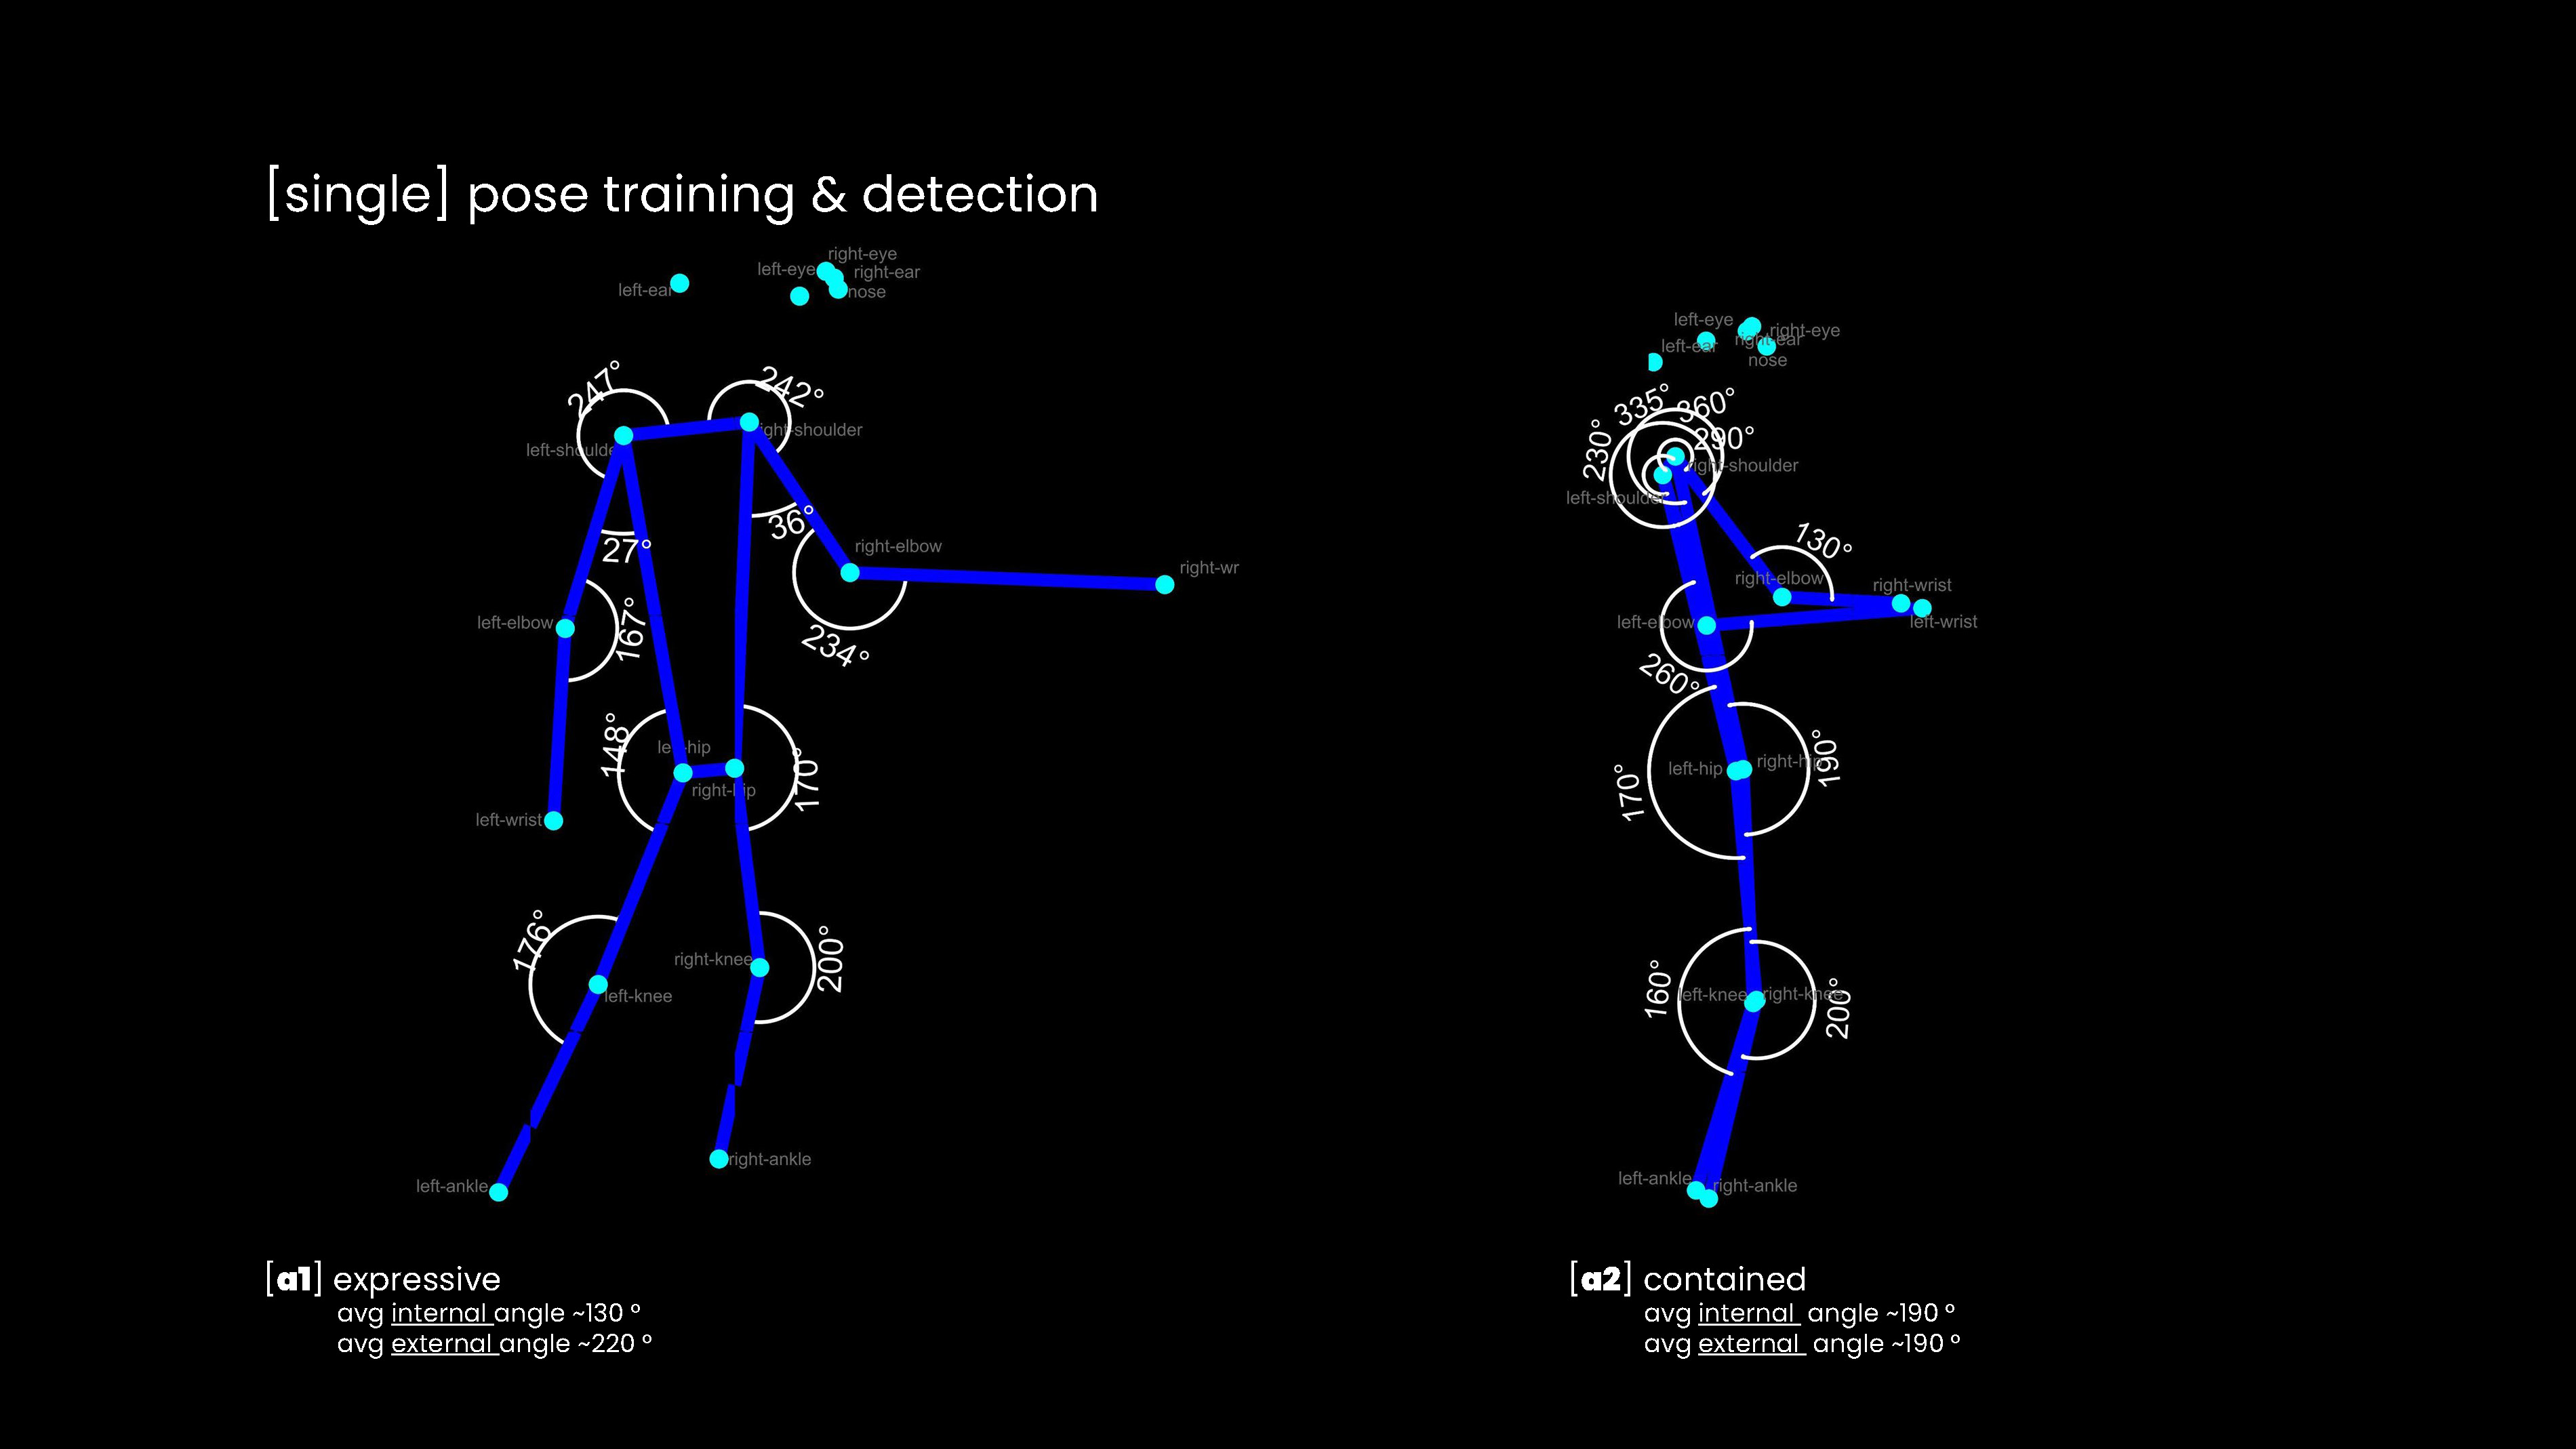 [single] pose training & detection
right-eye
left-eye
right-ear
left-ear
nose
247°
242°
right-shoulder
left-shoulder
36°
27°
right-elbow
right-wr
left-elbow
167°
234°
148°
left-hip
170°
right-hip
left-wrist
176°
right-knee
200°
left-knee
right-ankle
left-ankle
left-eye
right-eye
right-ear
left-ear
nose
335°
360°
230°
290°
right-shoulder
left-shoulder
130°
right-elbow
right-wrist
left-elbow
left-wrist
260°
right-hip
left-hip
190°
170°
160°
left-knee
right-knee
200°
left-ankle
right-ankle
[a1] expressive
avg internal angle ~130 °
avg external angle ~220 °
[a2] contained
avg internal angle ~190 °
avg external angle ~190 °